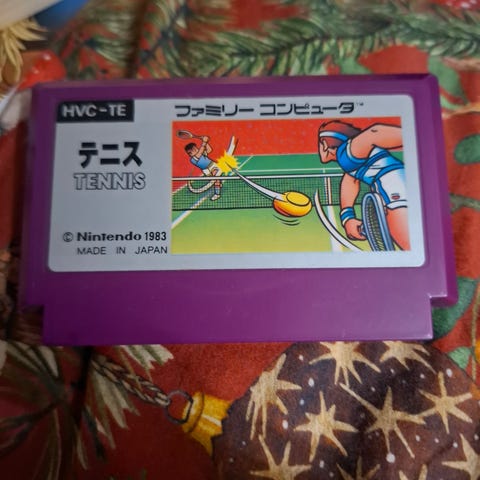 HVC-TE
ファミリー コンピュータ™
テニス
TENNIS
© Nintendo 1983
MADE IN JAPAN